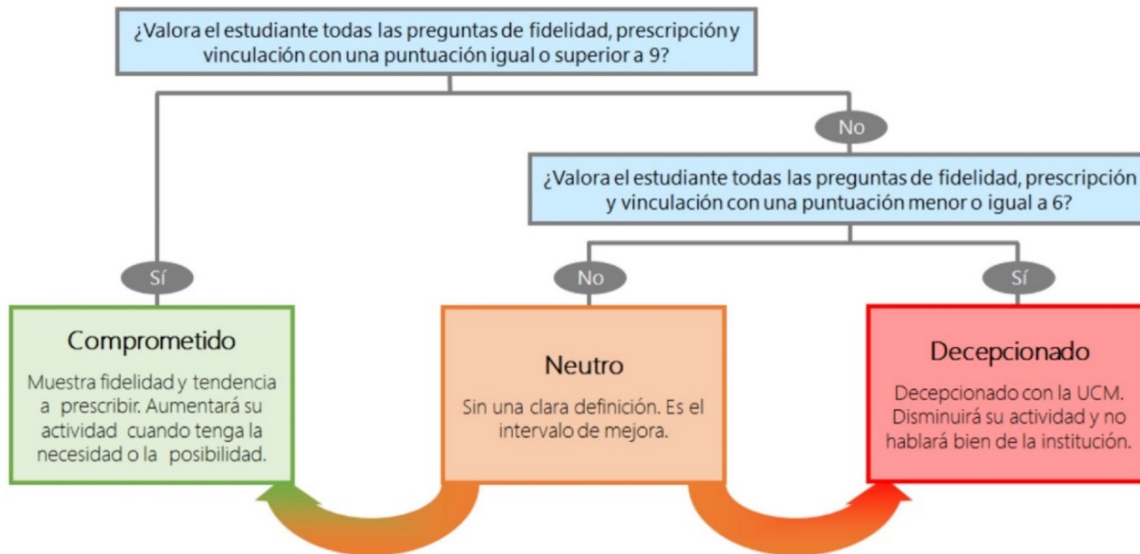 ¿Valora el estudiante todas las preguntas de fidelidad, prescripción y
vinculación con una puntuación igual o superior a 9?
No
¿Valora el estudiante todas las preguntas de fidelidad, prescripción
y vinculación con una puntuación menor o igual a 6?
Sí
No
Sí
Comprometido
Muestra fidelidad y tendencia
a prescribir. Aumentará su
actividad cuando tenga la
necesidad o la posibilidad.
Neutro
Sin una clara definición. Es el
intervalo de mejora.
Decepcionado
Decepcionado con la UCM.
Disminuirá su actividad y no
hablará bien de la institución.